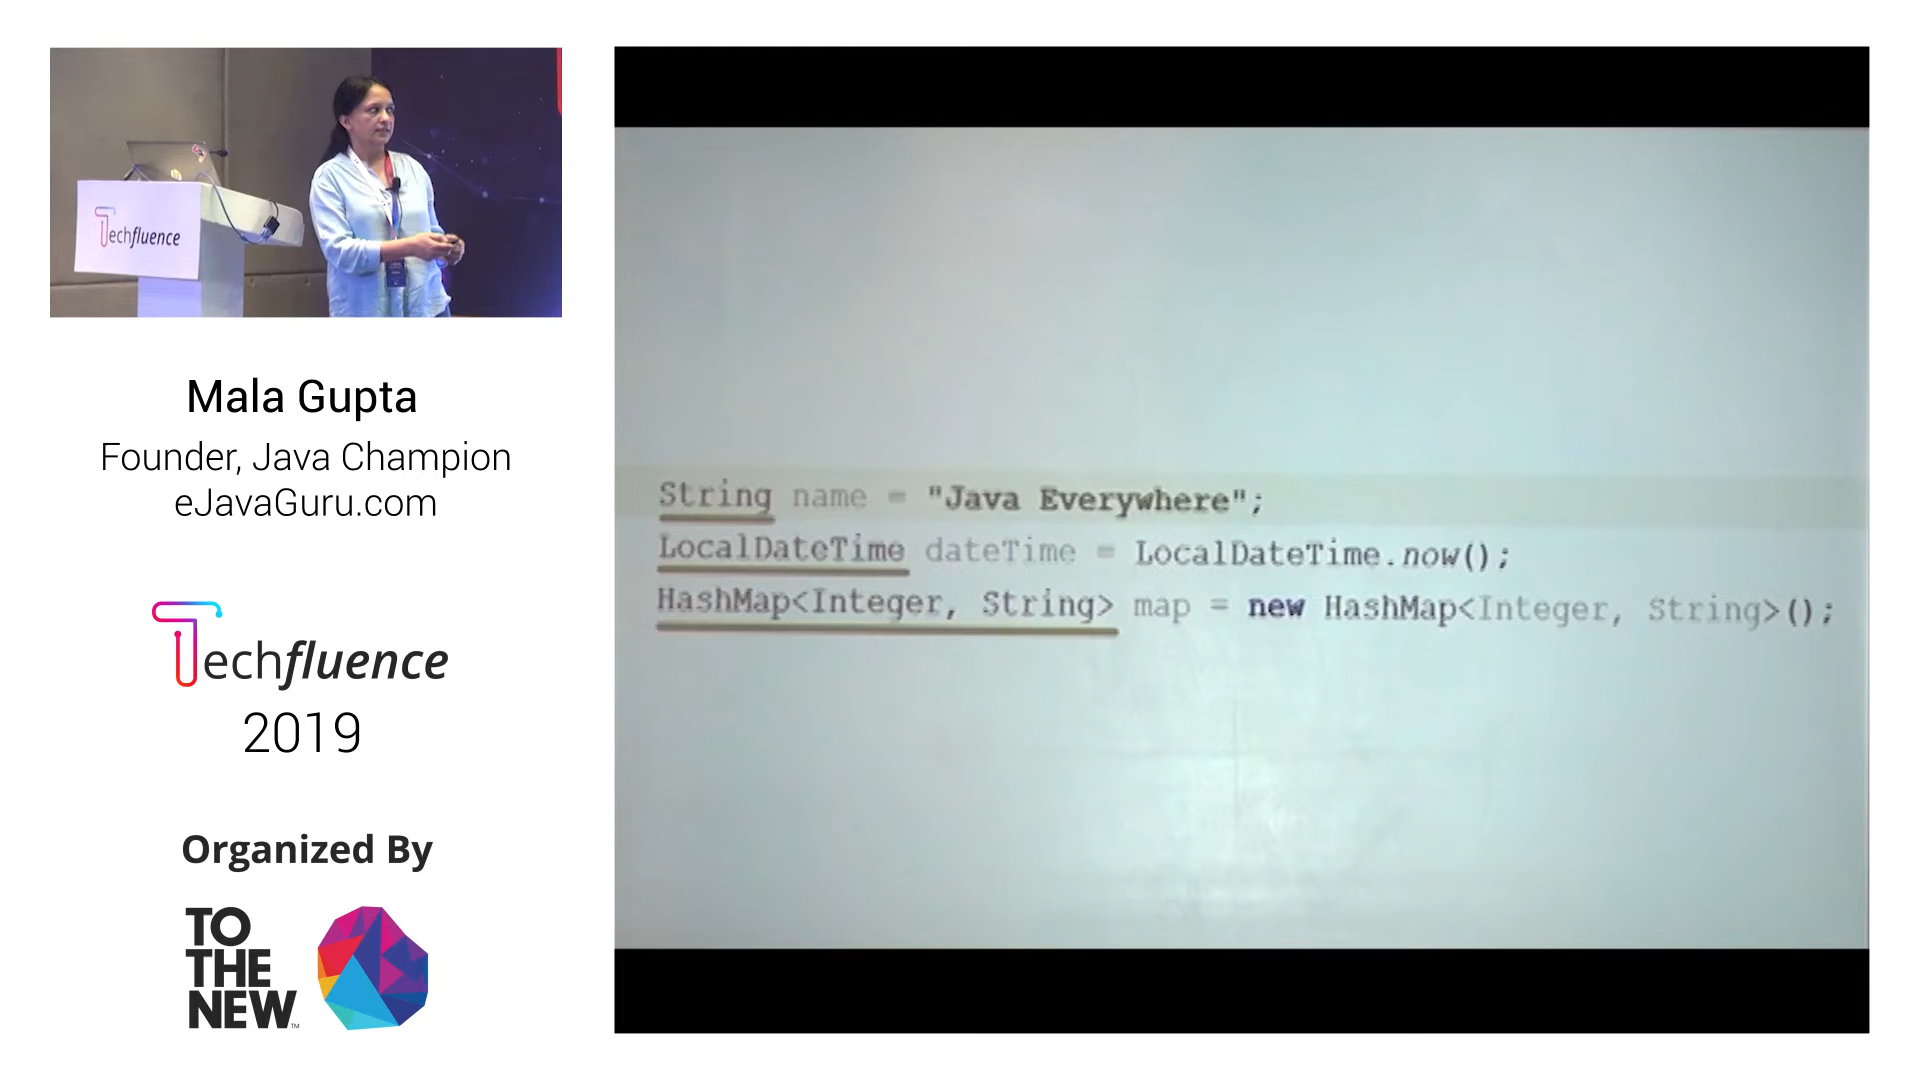 Techfluence
Mala Gupta
Founder, Java Champion
eJavaGuru.com
Techfluence
2019
Organized By
TO
THE
NEW™
String name = "Java Everywhere";
LocalDateTime dateTime = LocalDateTime.now();
HashMap<Integer, String> map = new HashMap<Integer, String>();